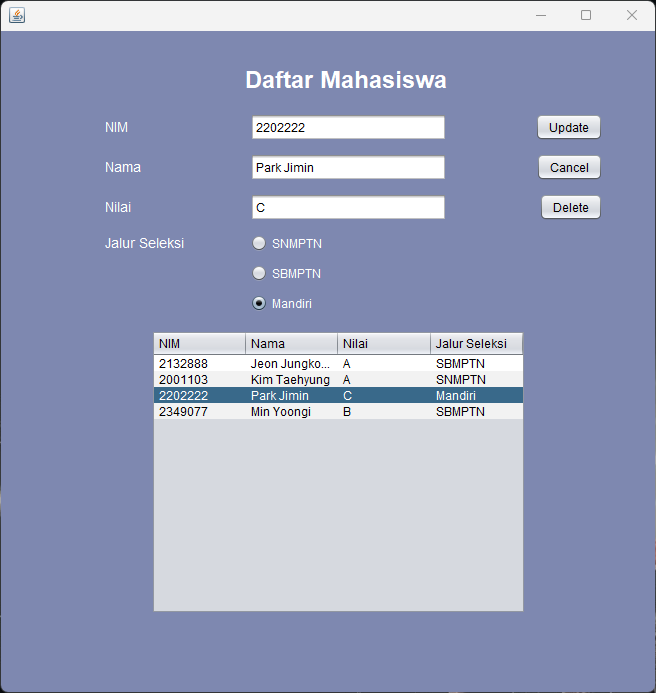 Daftar Mahasiswa
NIM 2202222 Update
Nama Park Jimin Cancel
Nilai C Delete
Jalur Seleksi SNMPTN
SBMPTN
Mandiri
NIM Nama Nilai Jalur Seleksi
2132888 Jeon Jungko... A SBMPTN
2001103 Kim Taehyung A SNMPTN
2202222 Park Jimin C Mandiri
2349077 Min Yoongi B SBMPTN